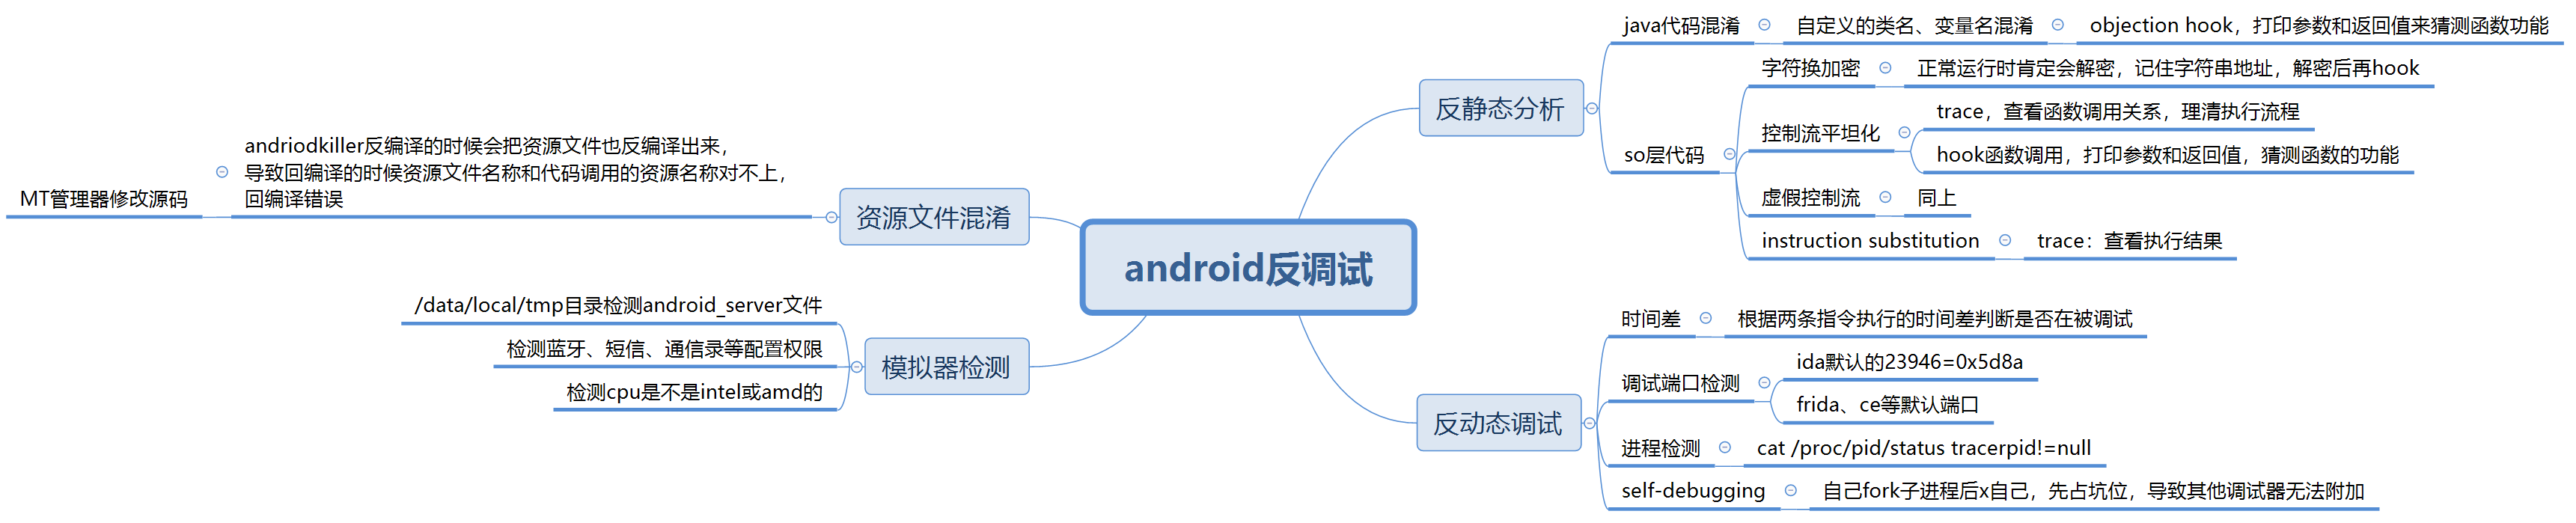 android反调试
反静态分析
java代码混淆
自定义的类名、变量名混淆
objection hook，打印参数和返回值来猜测函数功能
so层代码
字符换加密
正常运行时肯定会解密，记住字符串地址，解密后再hook
控制流平坦化
trace，查看函数调用关系，理清执行流程
hook函数调用，打印参数和返回值，猜测函数的功能
虚假控制流
同上
instruction substitution
trace：查看执行结果
反动态调试
时间差
根据两条指令执行的时间差判断是否在被调试
调试端口检测
ida默认的23946=0x5d8a
frida、ce等默认端口
进程检测
cat /proc/pid/status tracerpid!=null
self-debugging
自己fork子进程后x自己，先占坑位，导致其他调试器无法附加
资源文件混淆
andriodkiller反编译的时候会把资源文件也反编译出来，
导致回编译的时候资源文件名称和代码调用的资源名称对不上，
回编译错误
MT管理器修改源码
模拟器检测
/data/local/tmp目录检测android_server文件
检测蓝牙、短信、通信录等配置权限
检测cpu是不是intel或amd的